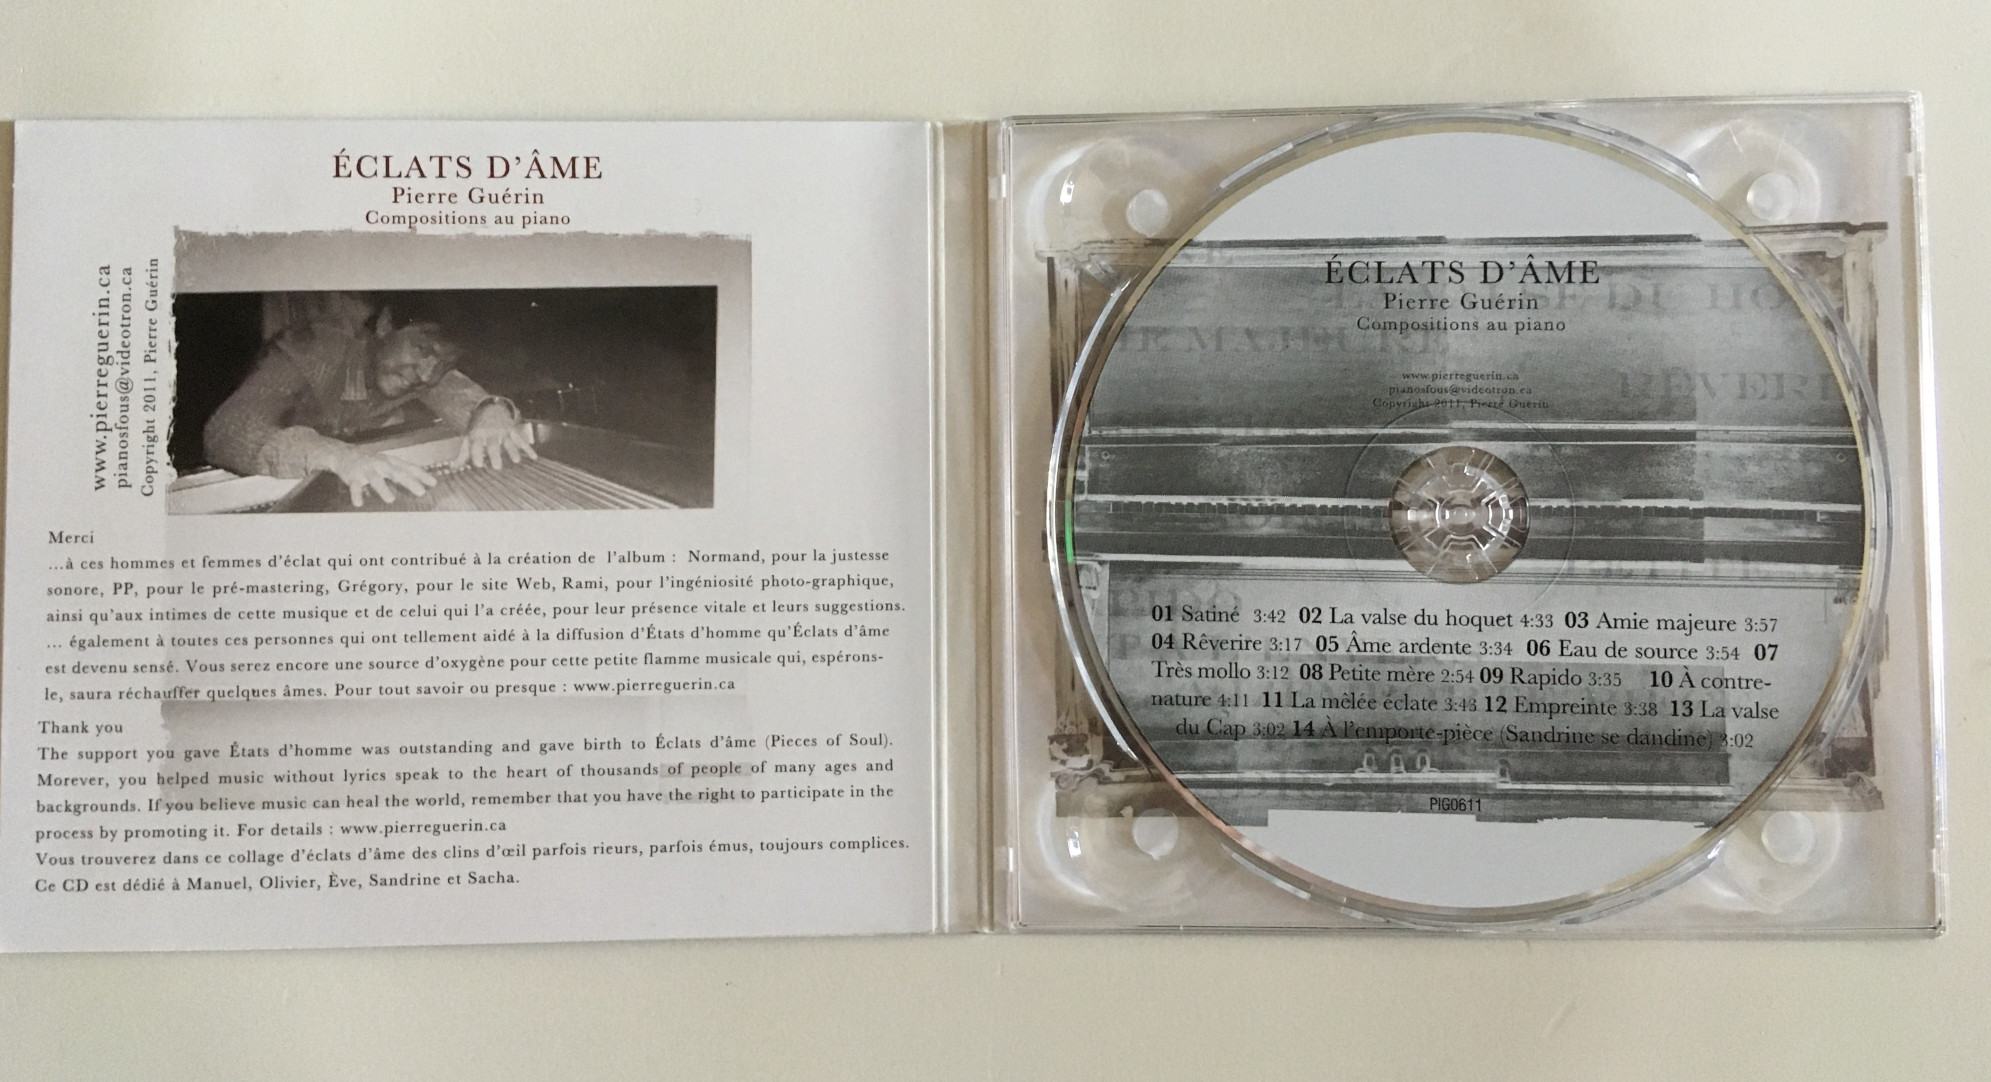 ÉCLATS D'ÂME
Pierre Guérin
Compositions au piano
www.pierreguerin.ca
pianosfous@videotron.ca
Copyright 2011, Pierre Guérin
Merci
...à ces hommes et femmes d'éclat qui ont contribué à la création de l'album : Normand, pour la justesse
sonore, PP, pour le pré-mastering, Grégory, pour le site Web, Rami, pour l'ingéniosité photo-graphique,
ainsi qu'aux intimes de cette musique et de celui qui l'a créée, pour leur présence vitale et leurs suggestions.
... également à toutes ces personnes qui ont tellement aidé à la diffusion d'États d'homme qu'Éclats d'âme
est devenu sensé. Vous serez encore une source d'oxygène pour cette petite flamme musicale qui, espérons-
le, saura réchauffer quelques âmes. Pour tout savoir ou presque : www.pierreguerin.ca
Thank you
The support you gave États d'homme was outstanding and gave birth to Éclats d'âme (Pieces of Soul).
Morever, you helped music without lyrics speak to the heart of thousands of people of many ages and
backgrounds. If you believe music can heal the world, remember that you have the right to participate in the
process by promoting it. For details : www.pierreguerin.ca
Vous trouverez dans ce collage d'éclats d'âme des clins d'œil parfois rieurs, parfois émus, toujours complices.
Ce CD est dédié à Manuel, Olivier, Ève, Sandrine et Sacha.
ÉCLATS D'ÂME
Pierre Guérin
Compositions au piano
www.pierreguerin.ca
pianosfous@videotron.ca
Copyright 2011, Pierre Guérin
01 Satiné 3:42 02 La valse du hoquet 4:33 03 Amie majeure 3:57
04 Rêverire 3:17 05 Âme ardente 3:34 06 Eau de source 3:54 07
Très mollo 3:12 08 Petite mère 2:54 09 Rapido 3:35 10 À contre-
nature 4:11 11 La mêlée éclate 3:43 12 Empreinte 3:38 13 La valse
du Cap 3:02 14 À l'emporte-pièce (Sandrine se dandine) 3:02
PIG0611